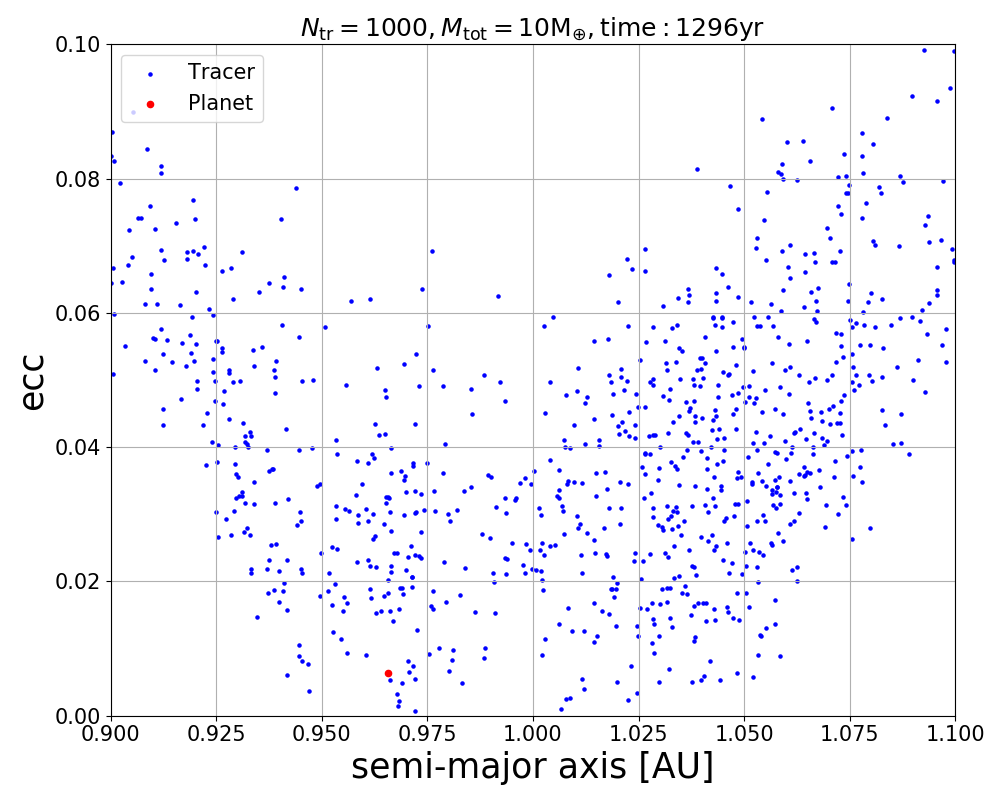 N_tr = 1000, M_tot = 10M_⊕, time : 1296yr
Tracer
Planet
0.10
0.08
0.06
0.04
0.02
0.00
ecc
0.900 0.925 0.950 0.975 1.000 1.025 1.050 1.075 1.100
semi-major axis [AU]